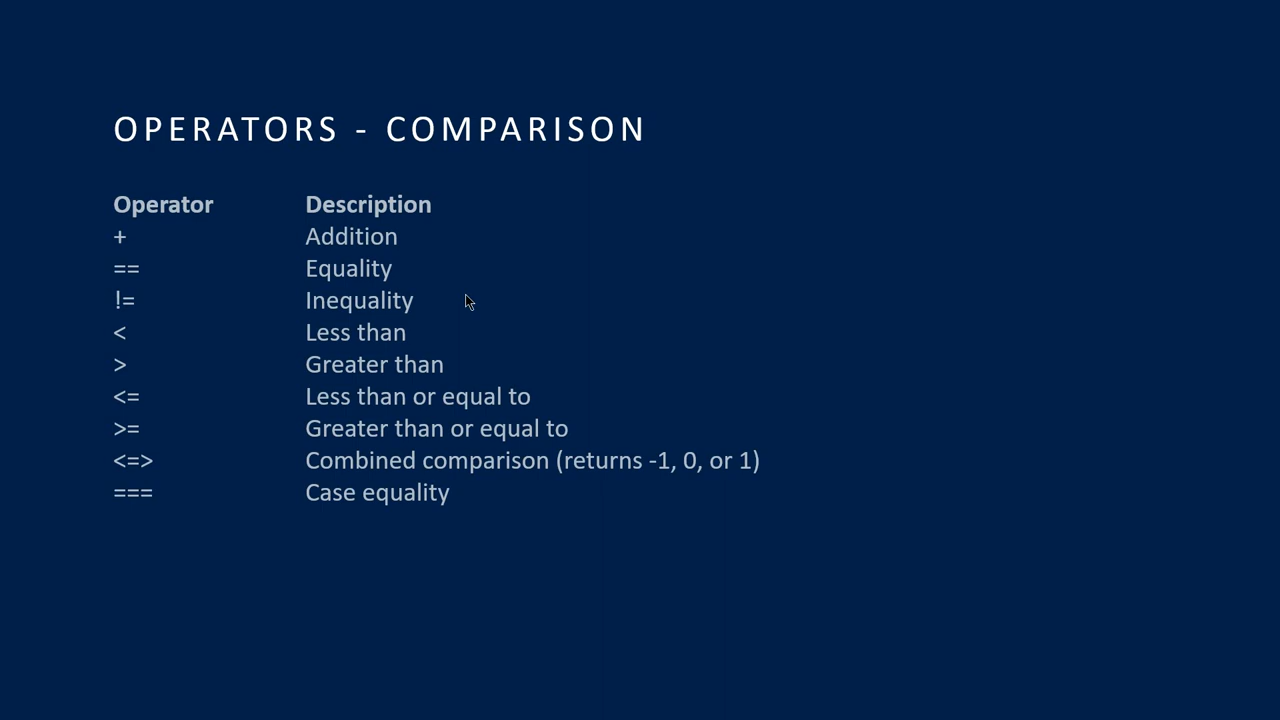 OPERATORS - COMPARISON
Operator Description
+ Addition
== Equality
!= Inequality
< Less than
> Greater than
<= Less than or equal to
>= Greater than or equal to
<=> Combined comparison (returns -1, 0, or 1)
=== Case equality